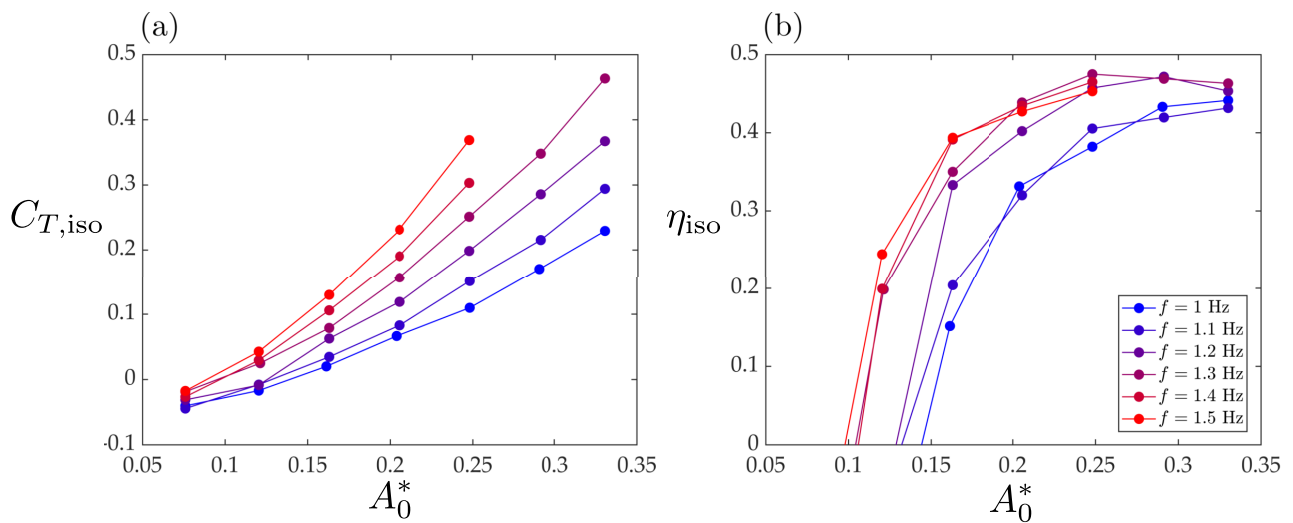 (a)
0.5
0.4
0.3
0.2
0.1
0
-0.1
C_{T,iso}
0.05 0.1 0.15 0.2 0.25 0.3 0.35
A_0^*
(b)
0.5
0.4
0.3
0.2
0.1
0
η_{iso}
f = 1 Hz
f = 1.1 Hz
f = 1.2 Hz
f = 1.3 Hz
f = 1.4 Hz
f = 1.5 Hz
0.05 0.1 0.15 0.2 0.25 0.3 0.35
A_0^*